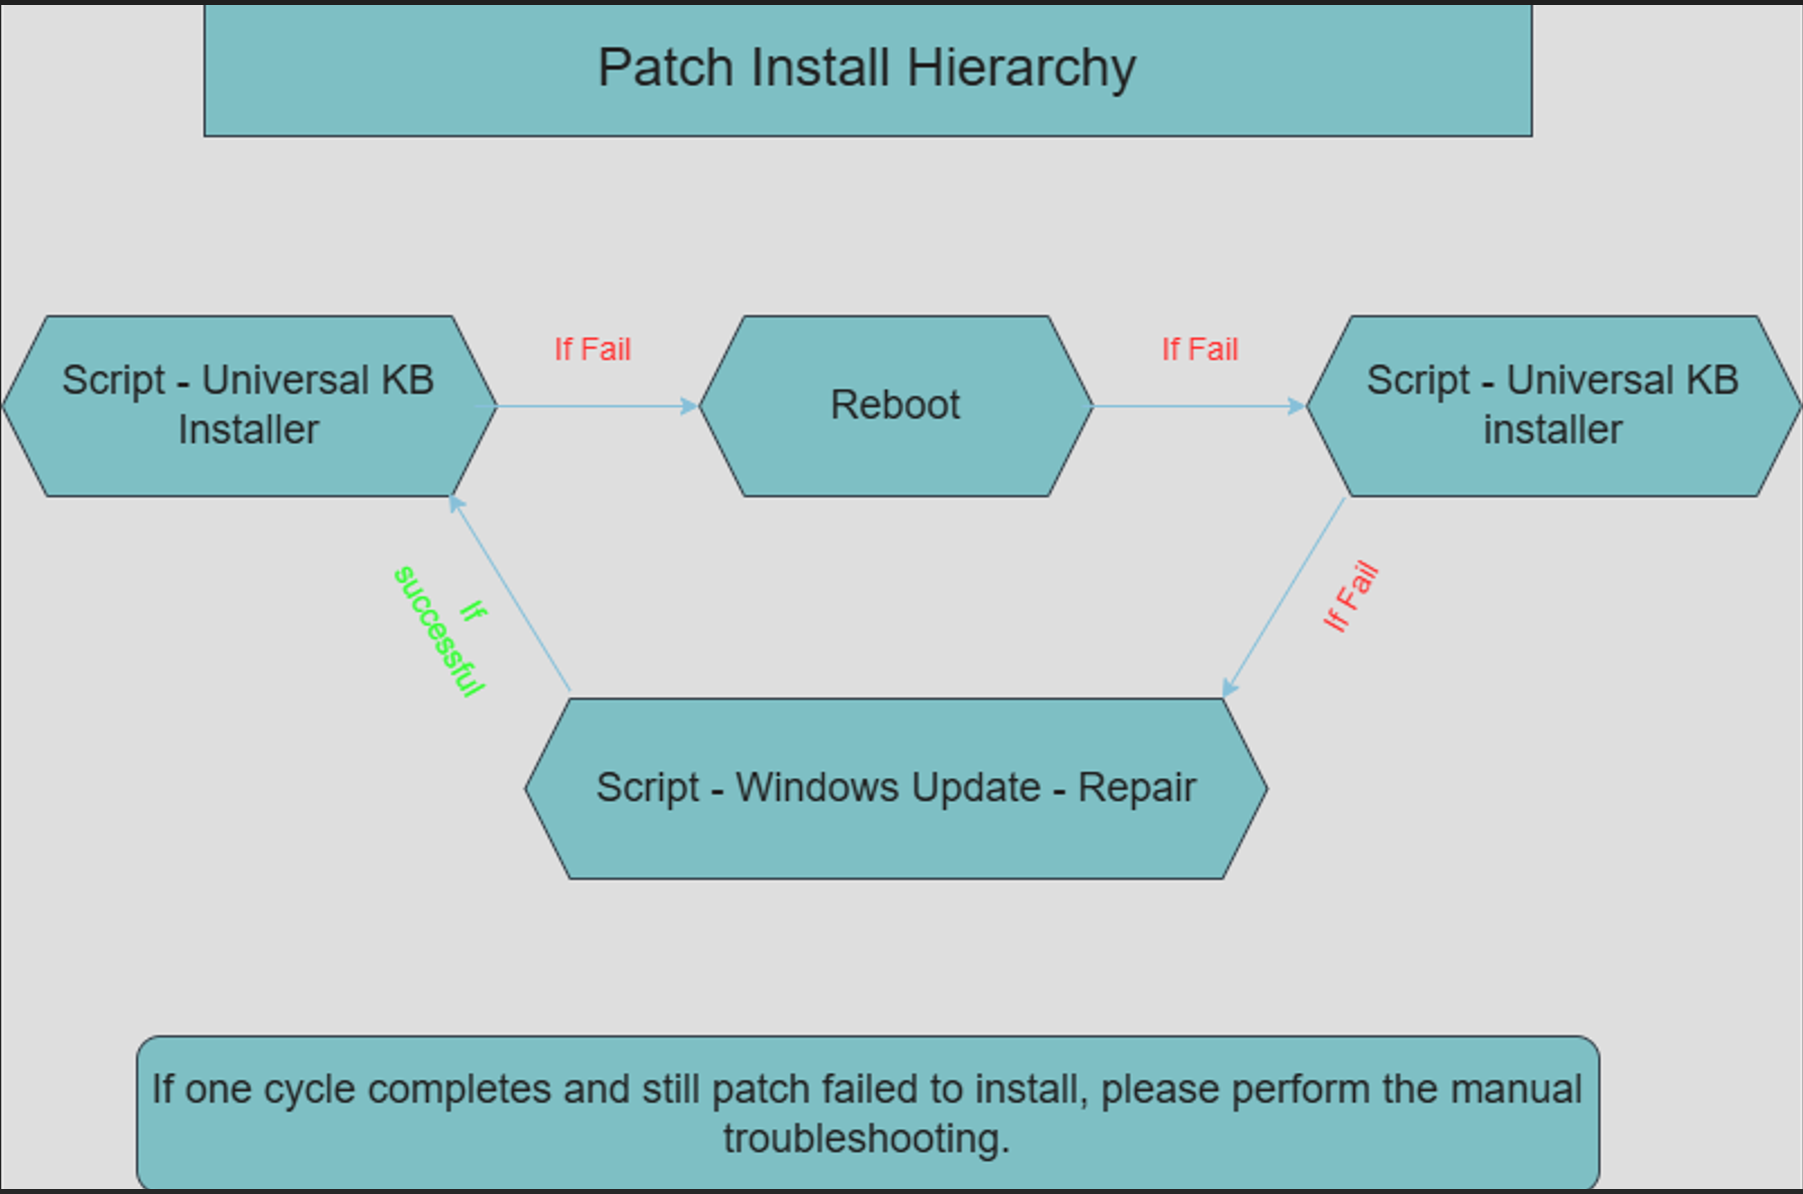 Patch Install Hierarchy
If Fail
If Fail
Script - Universal KB
Installer
Reboot
Script - Universal KB
installer
If
successful
If Fail
Script - Windows Update - Repair
If one cycle completes and still patch failed to install, please perform the manual
troubleshooting.